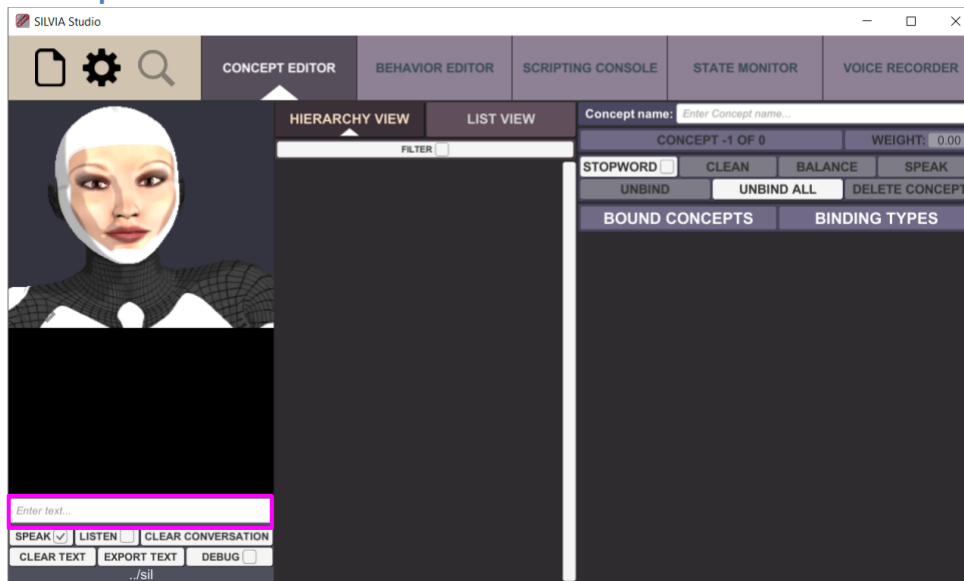 SILVIA Studio
CONCEPT EDITOR
BEHAVIOR EDITOR
SCRIPTING CONSOLE
STATE MONITOR
VOICE RECORDER
HIERARCHY VIEW
LIST VIEW
FILTER
Concept name: Enter Concept name...
CONCEPT -1 OF 0
WEIGHT: 0.00
STOPWORD
CLEAN
BALANCE
SPEAK
UNBIND
UNBIND ALL
DELETE CONCEPT
BOUND CONCEPTS
BINDING TYPES
Enter text...
SPEAK
LISTEN
CLEAR CONVERSATION
CLEAR TEXT
EXPORT TEXT
DEBUG
../sil